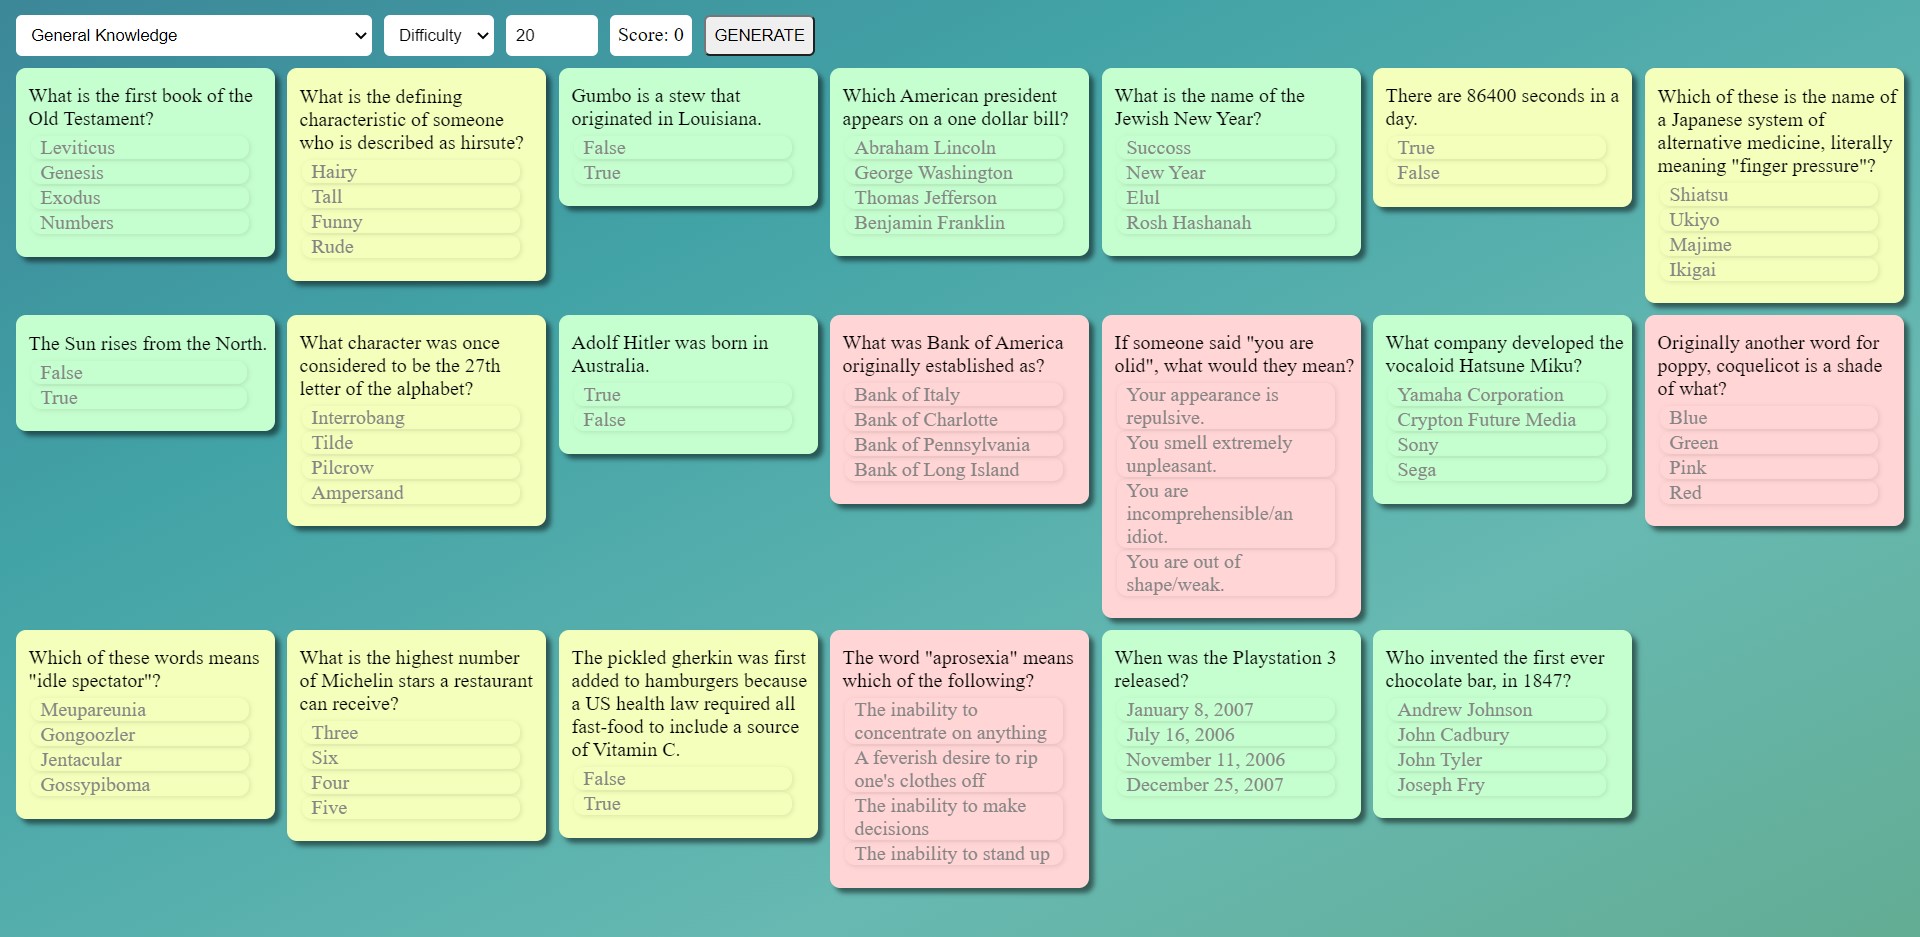 General Knowledge
Difficulty
20
Score: 0
GENERATE
What is the first book of the
Old Testament?
Leviticus
Genesis
Exodus
Numbers
What is the defining
characteristic of someone
who is described as hirsute?
Hairy
Tall
Funny
Rude
Gumbo is a stew that
originated in Louisiana.
False
True
Which American president
appears on a one dollar bill?
Abraham Lincoln
George Washington
Thomas Jefferson
Benjamin Franklin
What is the name of the
Jewish New Year?
Succoss
New Year
Elul
Rosh Hashanah
There are 86400 seconds in a
day.
True
False
Which of these is the name of
a Japanese system of
alternative medicine, literally
meaning "finger pressure"?
Shiatsu
Ukiyo
Majime
Ikigai
The Sun rises from the North.
False
True
What character was once
considered to be the 27th
letter of the alphabet?
Interrobang
Tilde
Pilcrow
Ampersand
Adolf Hitler was born in
Australia.
True
False
What was Bank of America
originally established as?
Bank of Italy
Bank of Charlotte
Bank of Pennsylvania
Bank of Long Island
If someone said "you are
olid", what would they mean?
Your appearance is
repulsive.
You smell extremely
unpleasant.
You are
incomprehensible/an
idiot.
You are out of
shape/weak.
What company developed the
vocaloid Hatsune Miku?
Yamaha Corporation
Crypton Future Media
Sony
Sega
Originally another word for
poppy, coquelicot is a shade
of what?
Blue
Green
Pink
Red
Which of these words means
"idle spectator"?
Meupareunia
Gongoozler
Jentacular
Gossypiboma
What is the highest number
of Michelin stars a restaurant
can receive?
Three
Six
Four
Five
The pickled gherkin was first
added to hamburgers because
a US health law required all
fast-food to include a source
of Vitamin C.
False
True
The word "aprosexia" means
which of the following?
The inability to
concentrate on anything
A feverish desire to rip
one's clothes off
The inability to make
decisions
The inability to stand up
When was the Playstation 3
released?
January 8, 2007
July 16, 2006
November 11, 2006
December 25, 2007
Who invented the first ever
chocolate bar, in 1847?
Andrew Johnson
John Cadbury
John Tyler
Joseph Fry